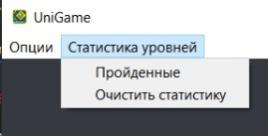 UniGame
Опции Статистика уровней
Пройденные
Очистить статистику